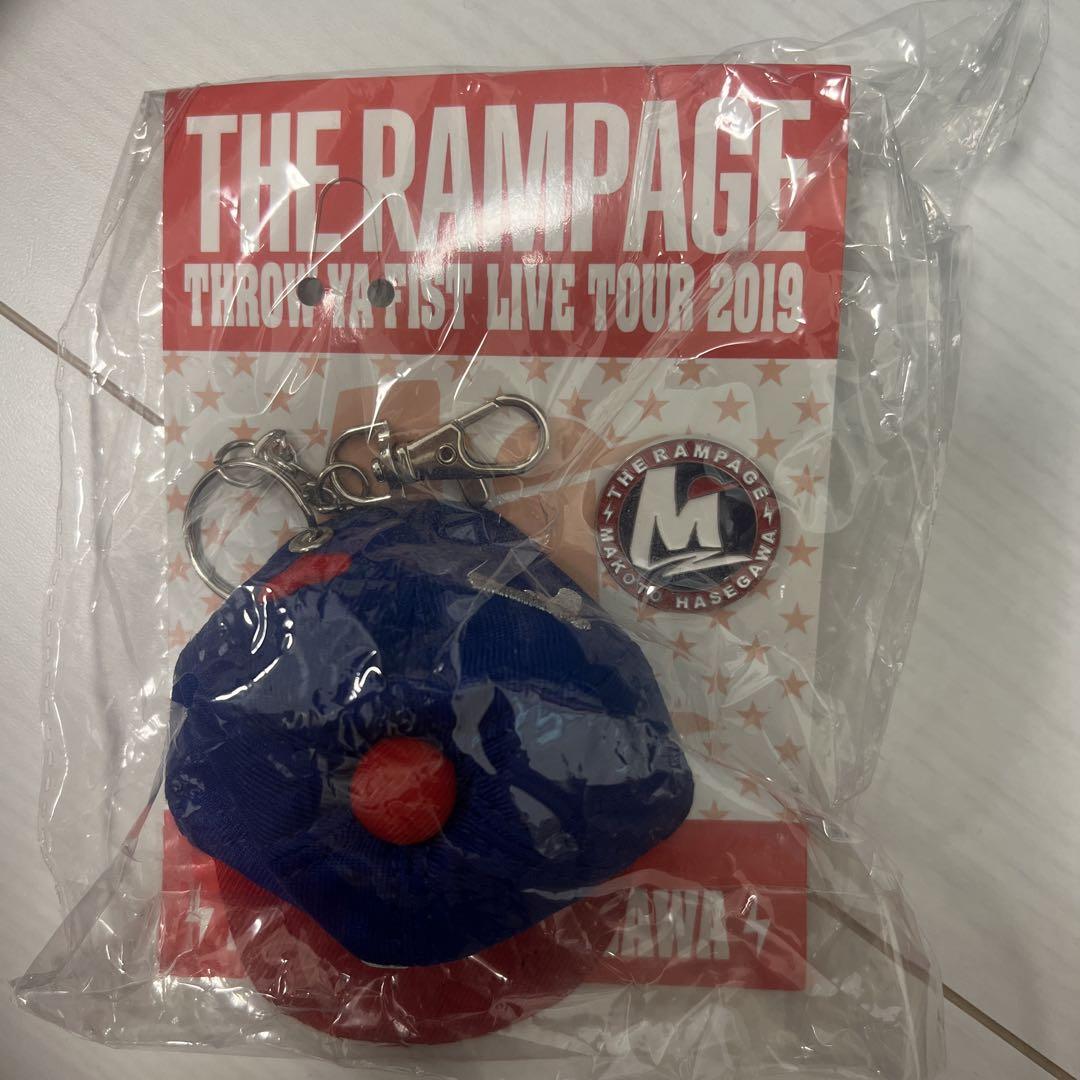 THE RAMPAGE
THROW YA FIST LIVE TOUR 2019
THE RAMPAGE
M
MAKOTO HASEGAWA
AWA